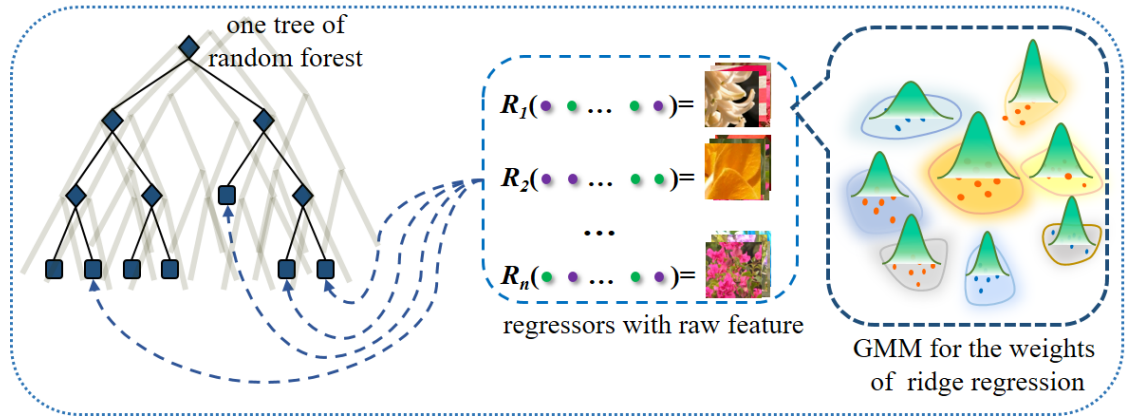 one tree of
random forest
R1( ... )=
R2( ... )=
...
Rn( ... )=
regressors with raw feature
GMM for the weights
of ridge regression